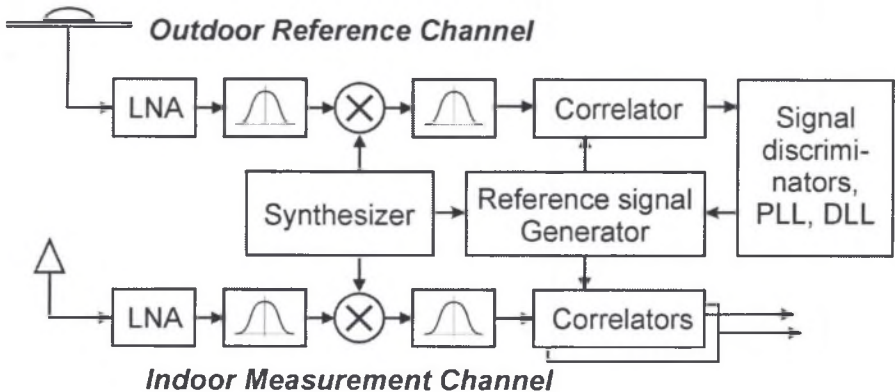 Outdoor Reference Channel
LNA
Correlator
Signal
discrimi-
nators,
PLL, DLL
Synthesizer
Reference signal
Generator
LNA
Correlators
Indoor Measurement Channel